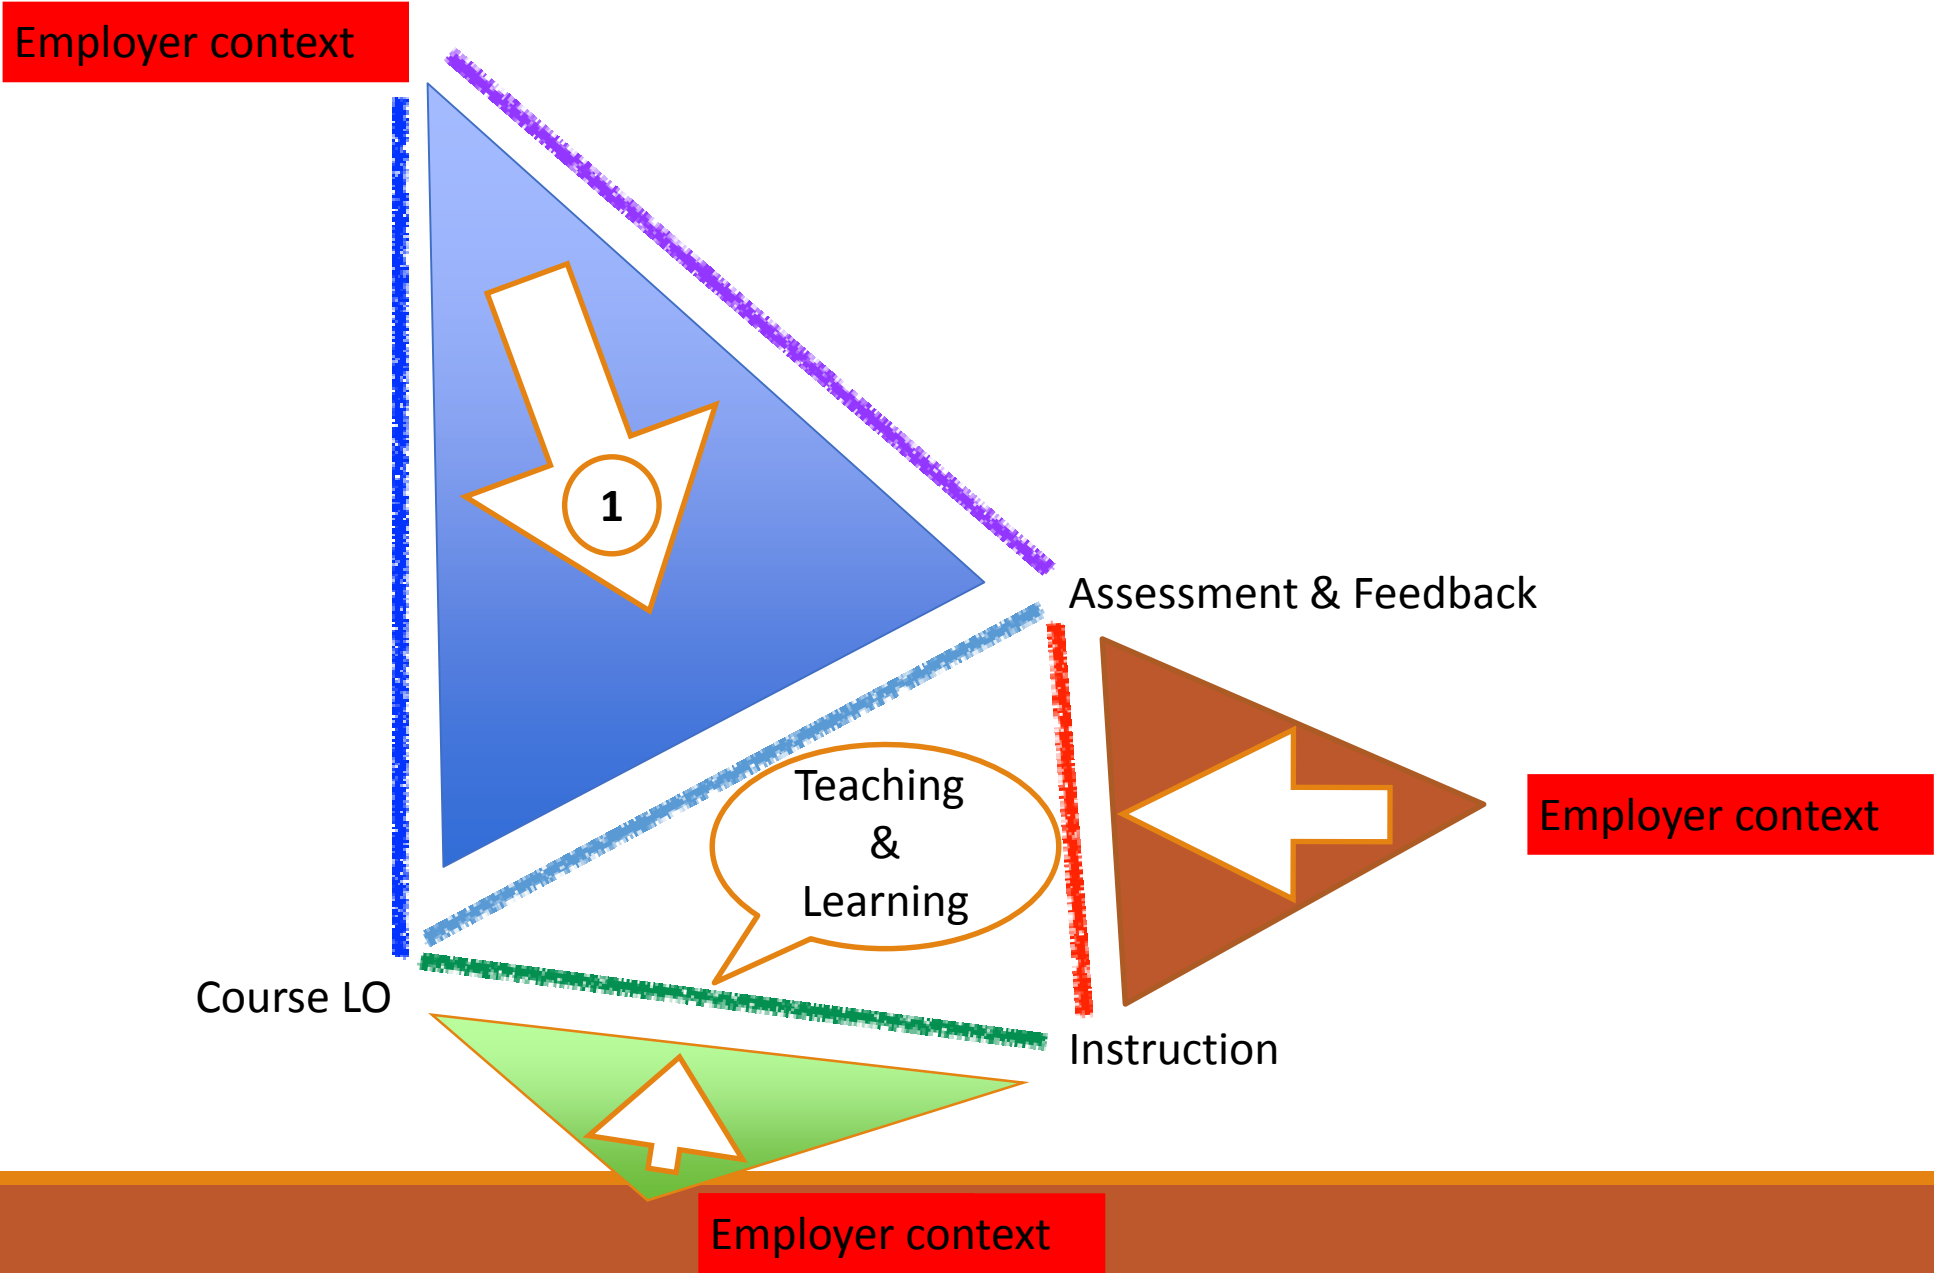 Employer context
1
Assessment & Feedback
Teaching
&
Learning
Employer context
Course LO
Instruction
Employer context